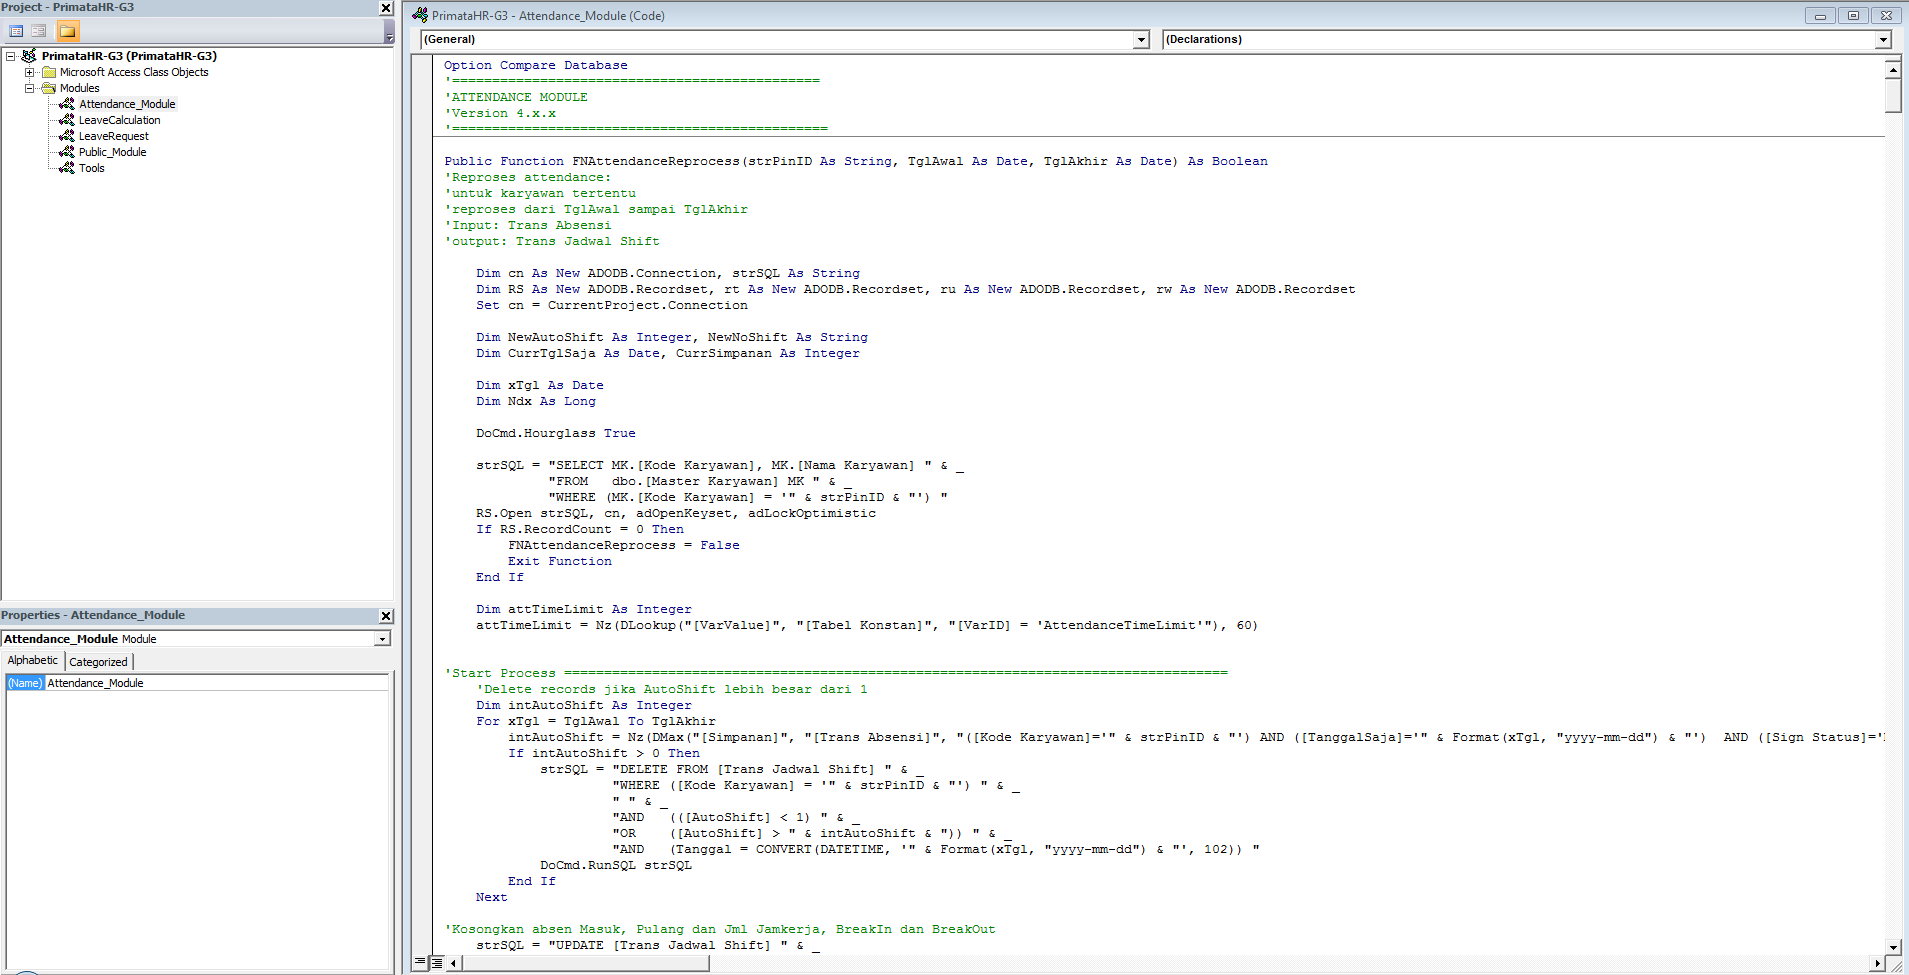 Project - PrimataHR-G3
PrimataHR-G3 (PrimataHR-G3)
Microsoft Access Class Objects
Modules
Attendance_Module
LeaveCalculation
LeaveRequest
Public_Module
Tools
Properties - Attendance_Module
Attendance_Module Module
Alphabetic Categorized
(Name) Attendance_Module
PrimataHR-G3 - Attendance_Module (Code)
(General) (Declarations)
Option Compare Database
'==============================================
'ATTENDANCE MODULE
'Version 4.x.x
'===============================================
Public Function FNAttendanceReprocess(strPinID As String, TglAwal As Date, TglAkhir As Date) As Boolean
'Reproses attendance:
'untuk karyawan tertentu
'reproses dari TglAwal sampai TglAkhir
'Input: Trans Absensi
'output: Trans Jadwal Shift
Dim cn As New ADODB.Connection, strSQL As String
Dim RS As New ADODB.Recordset, rt As New ADODB.Recordset, ru As New ADODB.Recordset, rw As New ADODB.Recordset
Set cn = CurrentProject.Connection
Dim NewAutoShift As Integer, NewNoShift As String
Dim CurrTglSaja As Date, CurrSimpanan As Integer
Dim xTgl As Date
Dim Ndx As Long
DoCmd.Hourglass True
strSQL = "SELECT MK.[Kode Karyawan], MK.[Nama Karyawan] " & _
"FROM   dbo.[Master Karyawan] MK " & _
"WHERE (MK.[Kode Karyawan] = '" & strPinID & "') "
RS.Open strSQL, cn, adOpenKeyset, adLockOptimistic
If RS.RecordCount = 0 Then
FNAttendanceReprocess = False
Exit Function
End If
Dim attTimeLimit As Integer
attTimeLimit = Nz(DLookup("[VarValue]", "[Tabel Konstan]", "[VarID] = 'AttendanceTimeLimit'"), 60)
'Start Process ===================================================================================
'Delete records jika AutoShift lebih besar dari 1
Dim intAutoShift As Integer
For xTgl = TglAwal To TglAkhir
intAutoShift = Nz(DMax("[Simpanan]", "[Trans Absensi]", "([Kode Karyawan]='" & strPinID & "') AND ([TanggalSaja]='" & Format(xTgl, "yyyy-mm-dd") & "')  AND ([Sign Status]='
If intAutoShift > 0 Then
strSQL = "DELETE FROM [Trans Jadwal Shift] " & _
"WHERE ([Kode Karyawan] = '" & strPinID & "') " & _
" " & _
"AND   (([AutoShift] < 1) " & _
"OR    ([AutoShift] > " & intAutoShift & ")) " & _
"AND   (Tanggal = CONVERT(DATETIME, '" & Format(xTgl, "yyyy-mm-dd") & "', 102)) "
DoCmd.RunSQL strSQL
End If
Next
'Kosongkan absen Masuk, Pulang dan Jml Jamkerja, BreakIn dan BreakOut
strSQL = "UPDATE [Trans Jadwal Shift] " & _